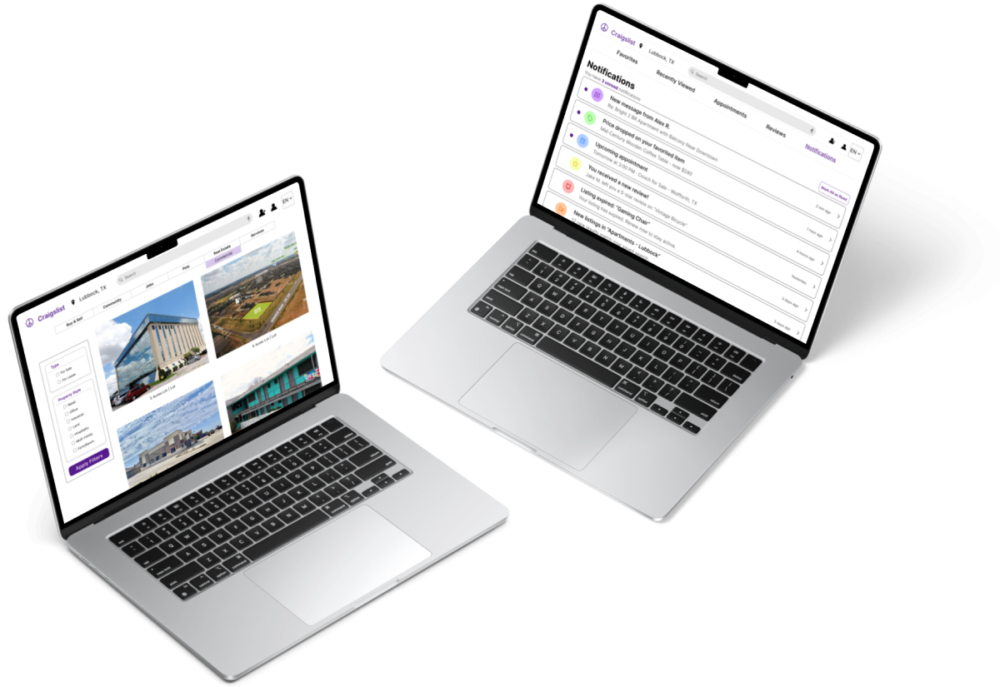 Craigslist
Lubbock, TX
Search
EN
Buy & Sell
Community
Jobs
Pets
Real Estate
Services
Commercial
Type
For Sale
For Lease
Property Style
Retail
Office
Industrial
Land
Hospitality
Multi-Family
Farm/Ranch
Apply Filters
5 Acres Lot | Lot
Craigslist
Lubbock, TX
Search
EN
Favorites
Recently Viewed
Appointments
Reviews
Notifications
Notifications
You have 3 unread notifications
Mark All as Read
New message from Alex R.
Re: Bright 2 BR Apartment with Balcony Near Downtown
2 min ago
Price dropped on your favorited item
Mid-Century Wooden Coffee Table - now $240
1 hour ago
Upcoming appointment
Tomorrow at 3:00 PM · Couch for Sale - Wolfforth, TX
4 hours ago
You received a new review!
Jake M. left you a 5-star review on "Vintage Bicycle"
Yesterday
Listing expired: "Gaming Chair"
Your listing has expired. Renew now to stay active.
3 days ago
New listings in "Apartments - Lubbock"
5 days ago